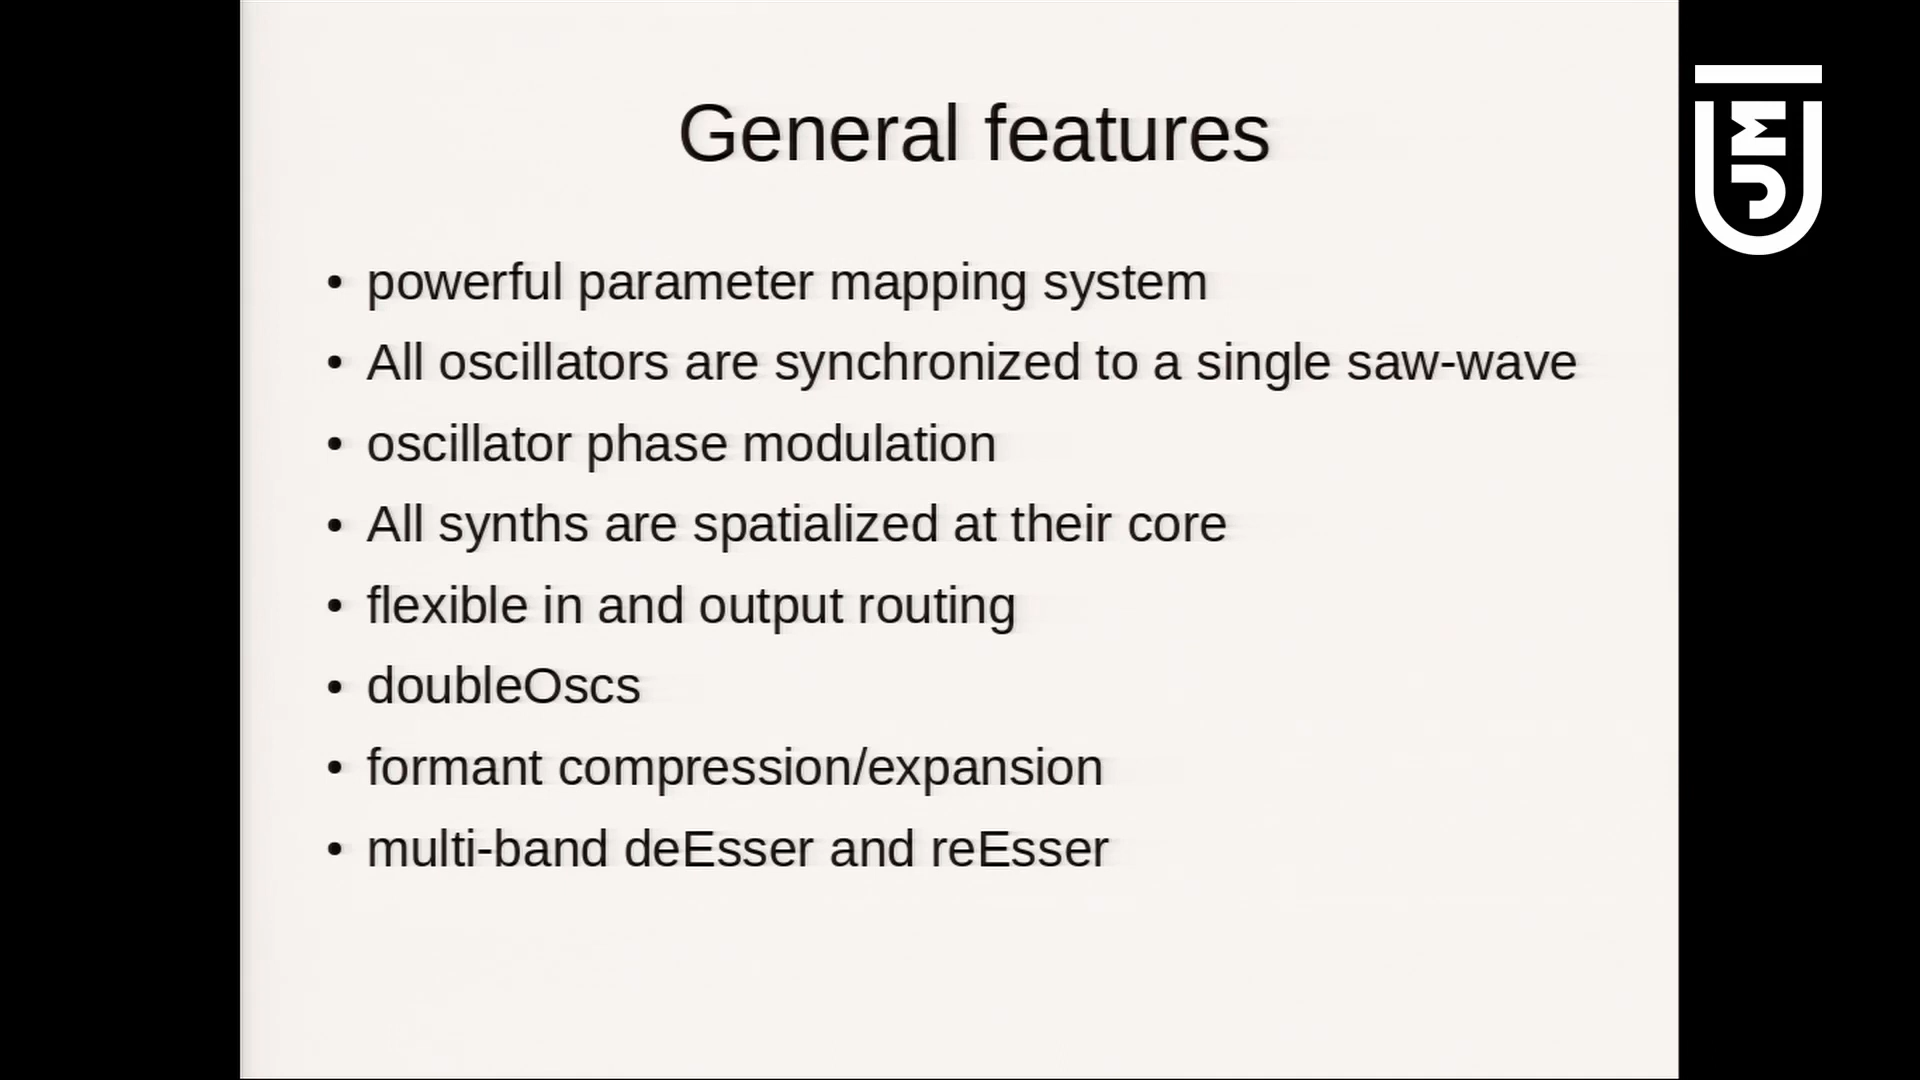 General features
• powerful parameter mapping system
• All oscillators are synchronized to a single saw-wave
• oscillator phase modulation
• All synths are spatialized at their core
• flexible in and output routing
• doubleOscs
• formant compression/expansion
• multi-band deEsser and reEsser
JM